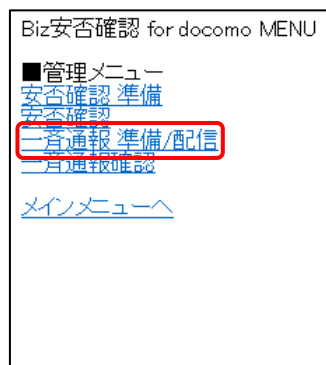 Biz安否確認 for docomo MENU
■管理メニュー
安否確認 準備
安否確認
一斉通報 準備/配信
一斉通報確認
メインメニューへ